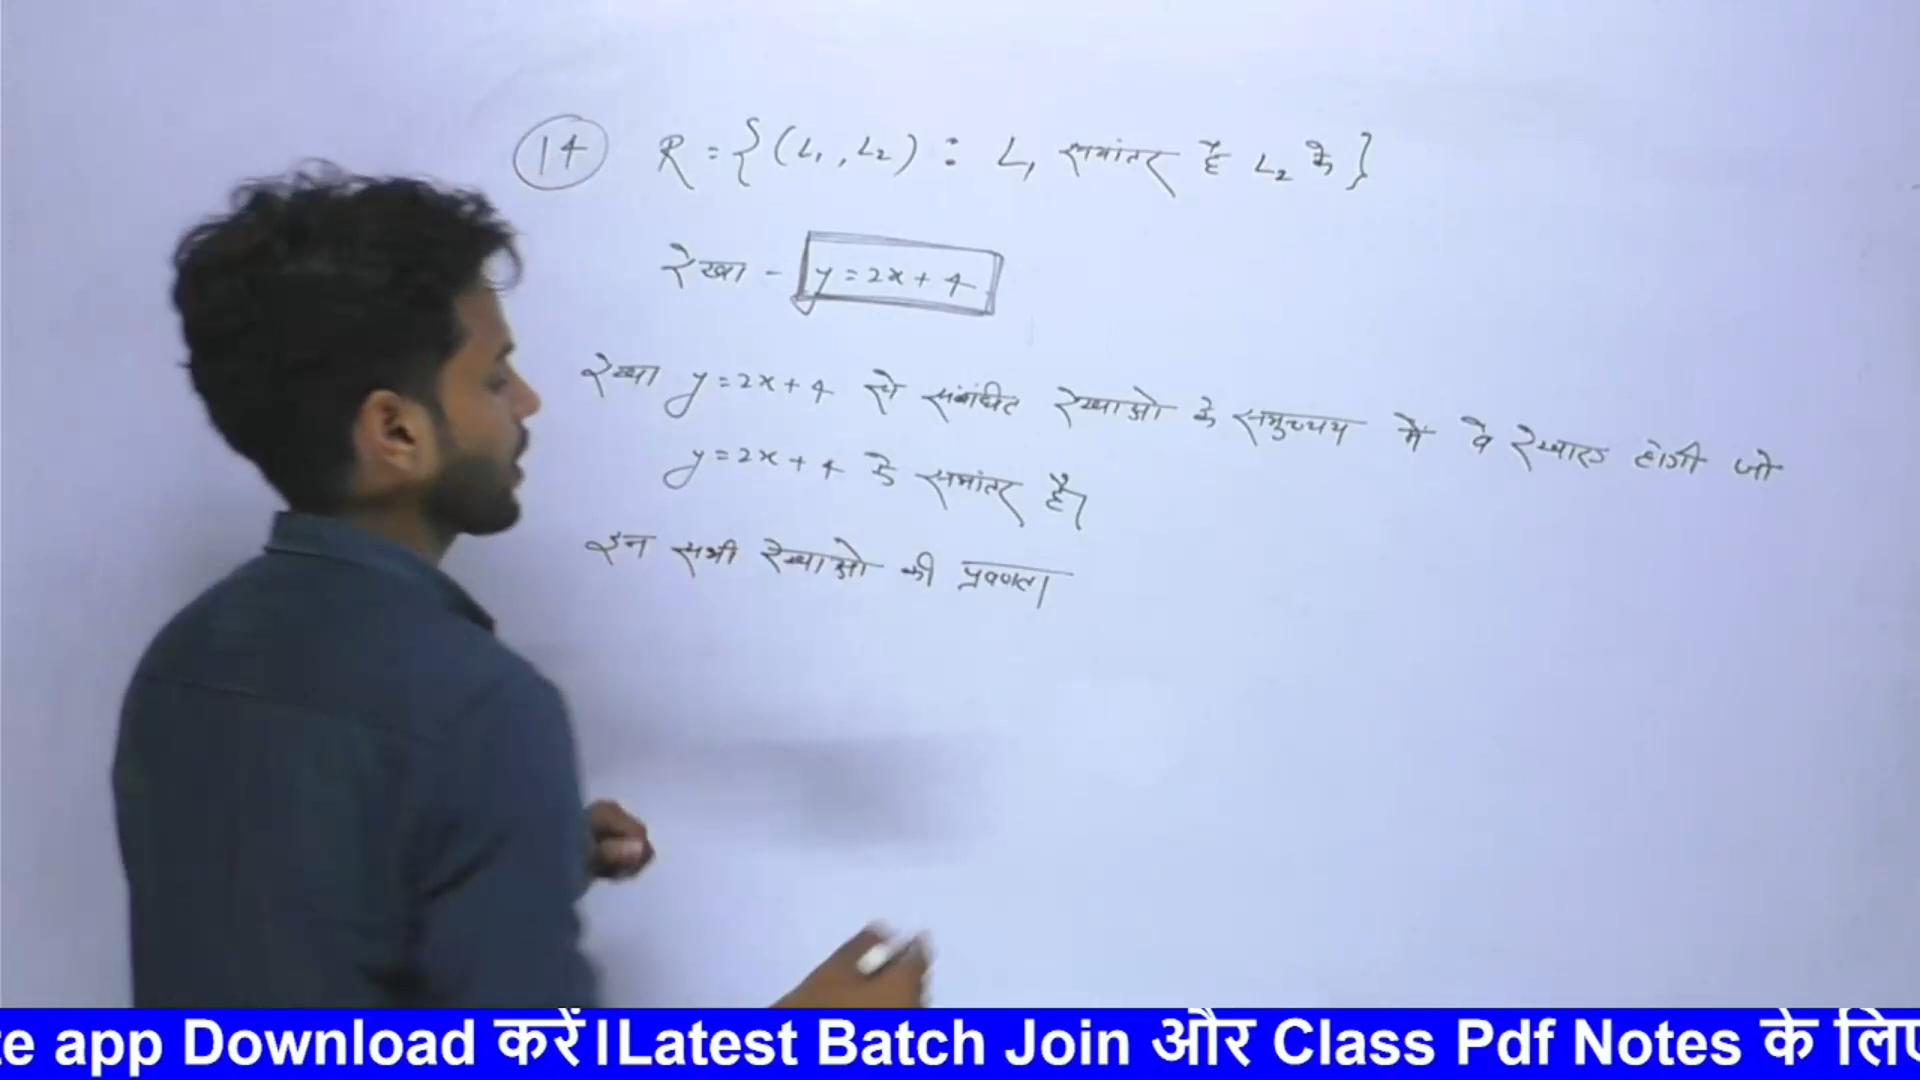 14 R = {(L₁, L₂) : L₁ समांतर है L₂ के}
रेखा - y = 2x + 4
रेखा y = 2x + 4 से संबंधित रेखाओ के समुच्चय में वे रेखाए होगी जो
y = 2x + 4 के समांतर है।
इन सभी रेखाओ की प्रवणता
te app Download करें।Latest Batch Join और Class Pdf Notes के लिए